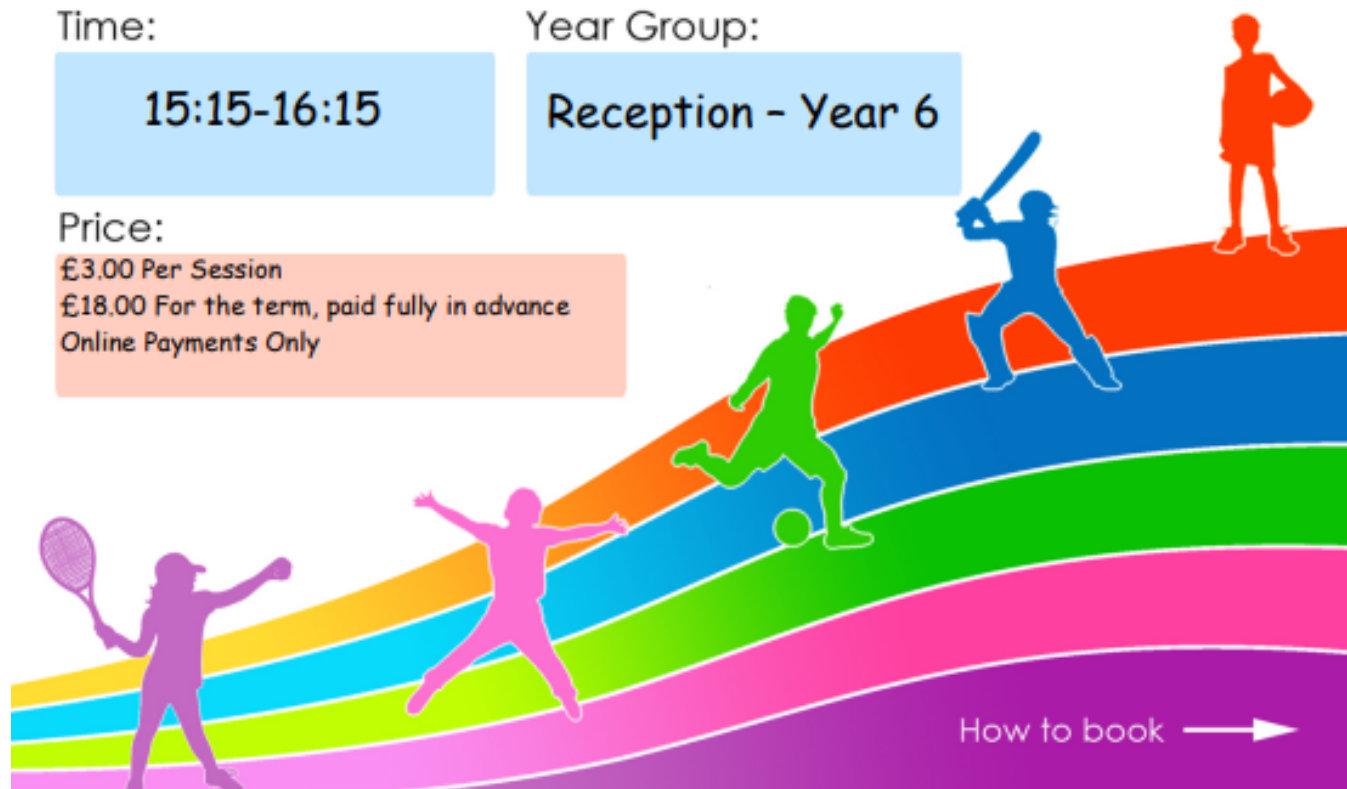 Time:
Year Group:
15:15-16:15
Reception – Year 6
Price:
£3.00 Per Session
£18.00 For the term, paid fully in advance
Online Payments Only
How to book